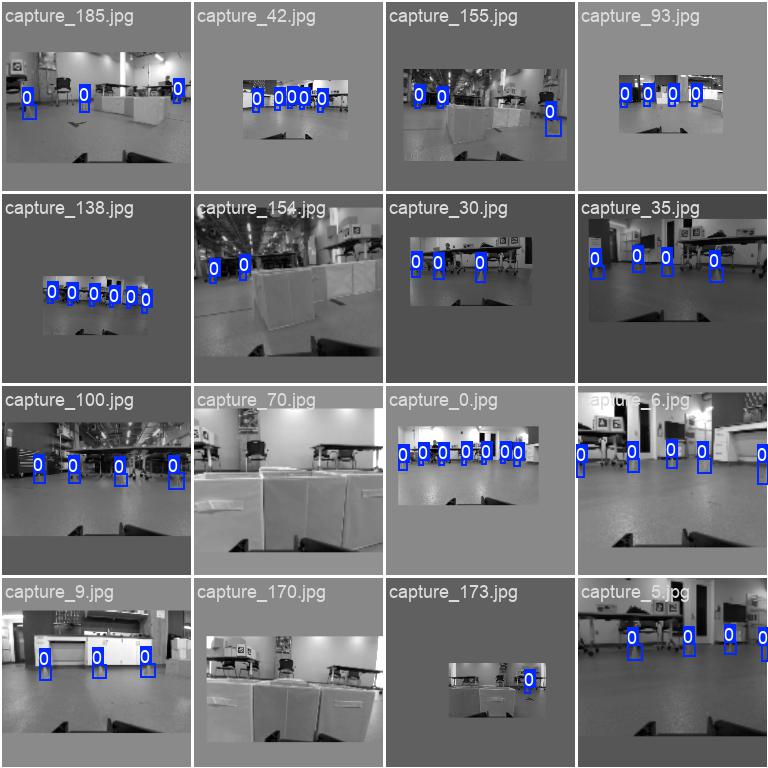 capture_185.jpg
0 0 0
capture_42.jpg
0 0 0 0 0
capture_155.jpg
0 0 0
capture_93.jpg
0 0 0 0
capture_138.jpg
0 0 0 0 0 0
capture_154.jpg
0 0
capture_30.jpg
0 0 0
capture_35.jpg
0 0 0 0
capture_100.jpg
0 0 0 0
capture_70.jpg
capture_0.jpg
0 0 0 0 0 0 0
capture_6.jpg
0 0 0 0 0
capture_9.jpg
0 0 0
capture_170.jpg
capture_173.jpg
0
capture_5.jpg
0 0 0 0